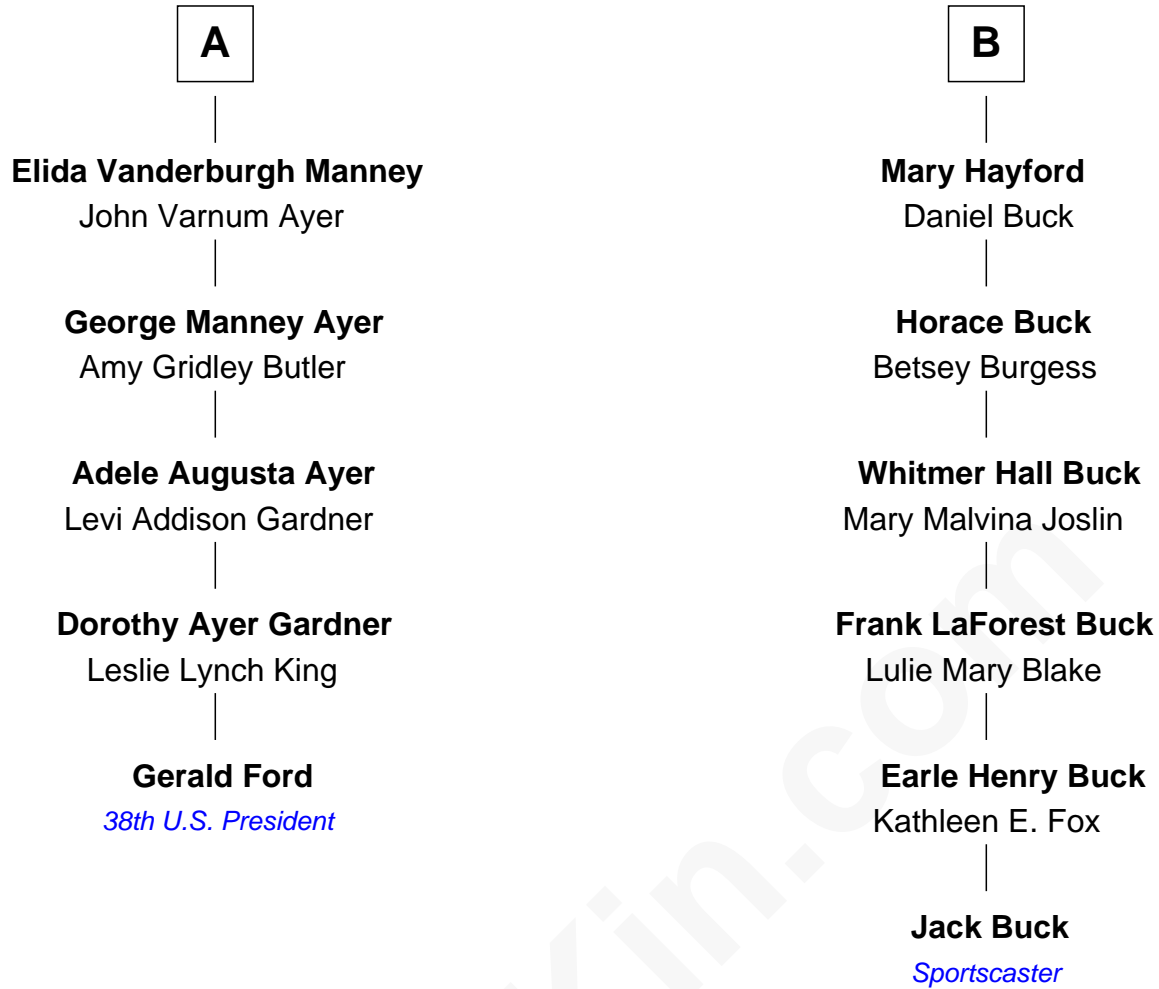 A
Elida Vanderburgh Manney
John Varnum Ayer
George Manney Ayer
Amy Gridley Butler
Adele Augusta Ayer
Levi Addison Gardner
Dorothy Ayer Gardner
Leslie Lynch King
Gerald Ford
38th U.S. President
B
Mary Hayford
Daniel Buck
Horace Buck
Betsey Burgess
Whitmer Hall Buck
Mary Malvina Joslin
Frank LaForest Buck
Lulie Mary Blake
Earle Henry Buck
Kathleen E. Fox
Jack Buck
Sportscaster
Kin.com